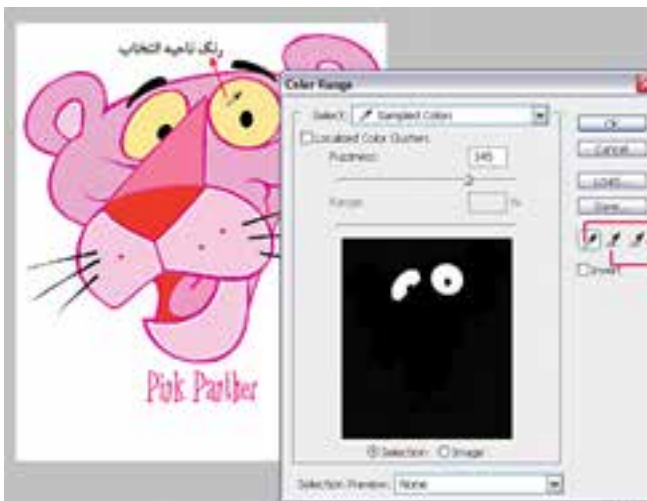 رنگ ناحیه انتخاب
Pink Panther
Color Range
Select: Sampled Colors
Localized Color Clusters
Fuzziness: 145
Range: %
OK
Cancel
Load...
Save...
Invert
Selection Image
Selection Preview: None